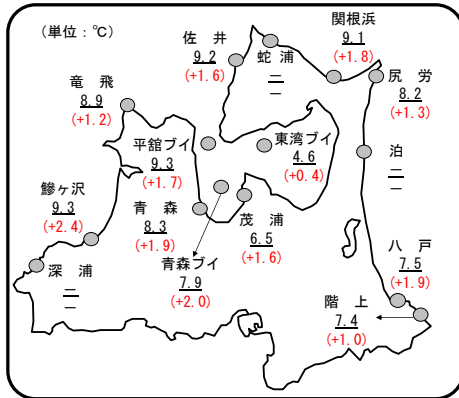 (単位：℃)
関根浜
9.1
(+1.8)
佐 井
9.2
(+1.6)
蛇 浦
—
尻 労
8.2
(+1.3)
竜 飛
8.9
(+1.2)
平舘ブイ
9.3
(+1.7)
東湾ブイ
4.6
(+0.4)
泊
—
鰺ヶ沢
9.3
(+2.4)
青 森
8.3
(+1.9)
茂 浦
6.5
(+1.6)
深 浦
—
青森ブイ
7.9
(+2.0)
八 戸
7.5
(+1.9)
階 上
7.4
(+1.0)